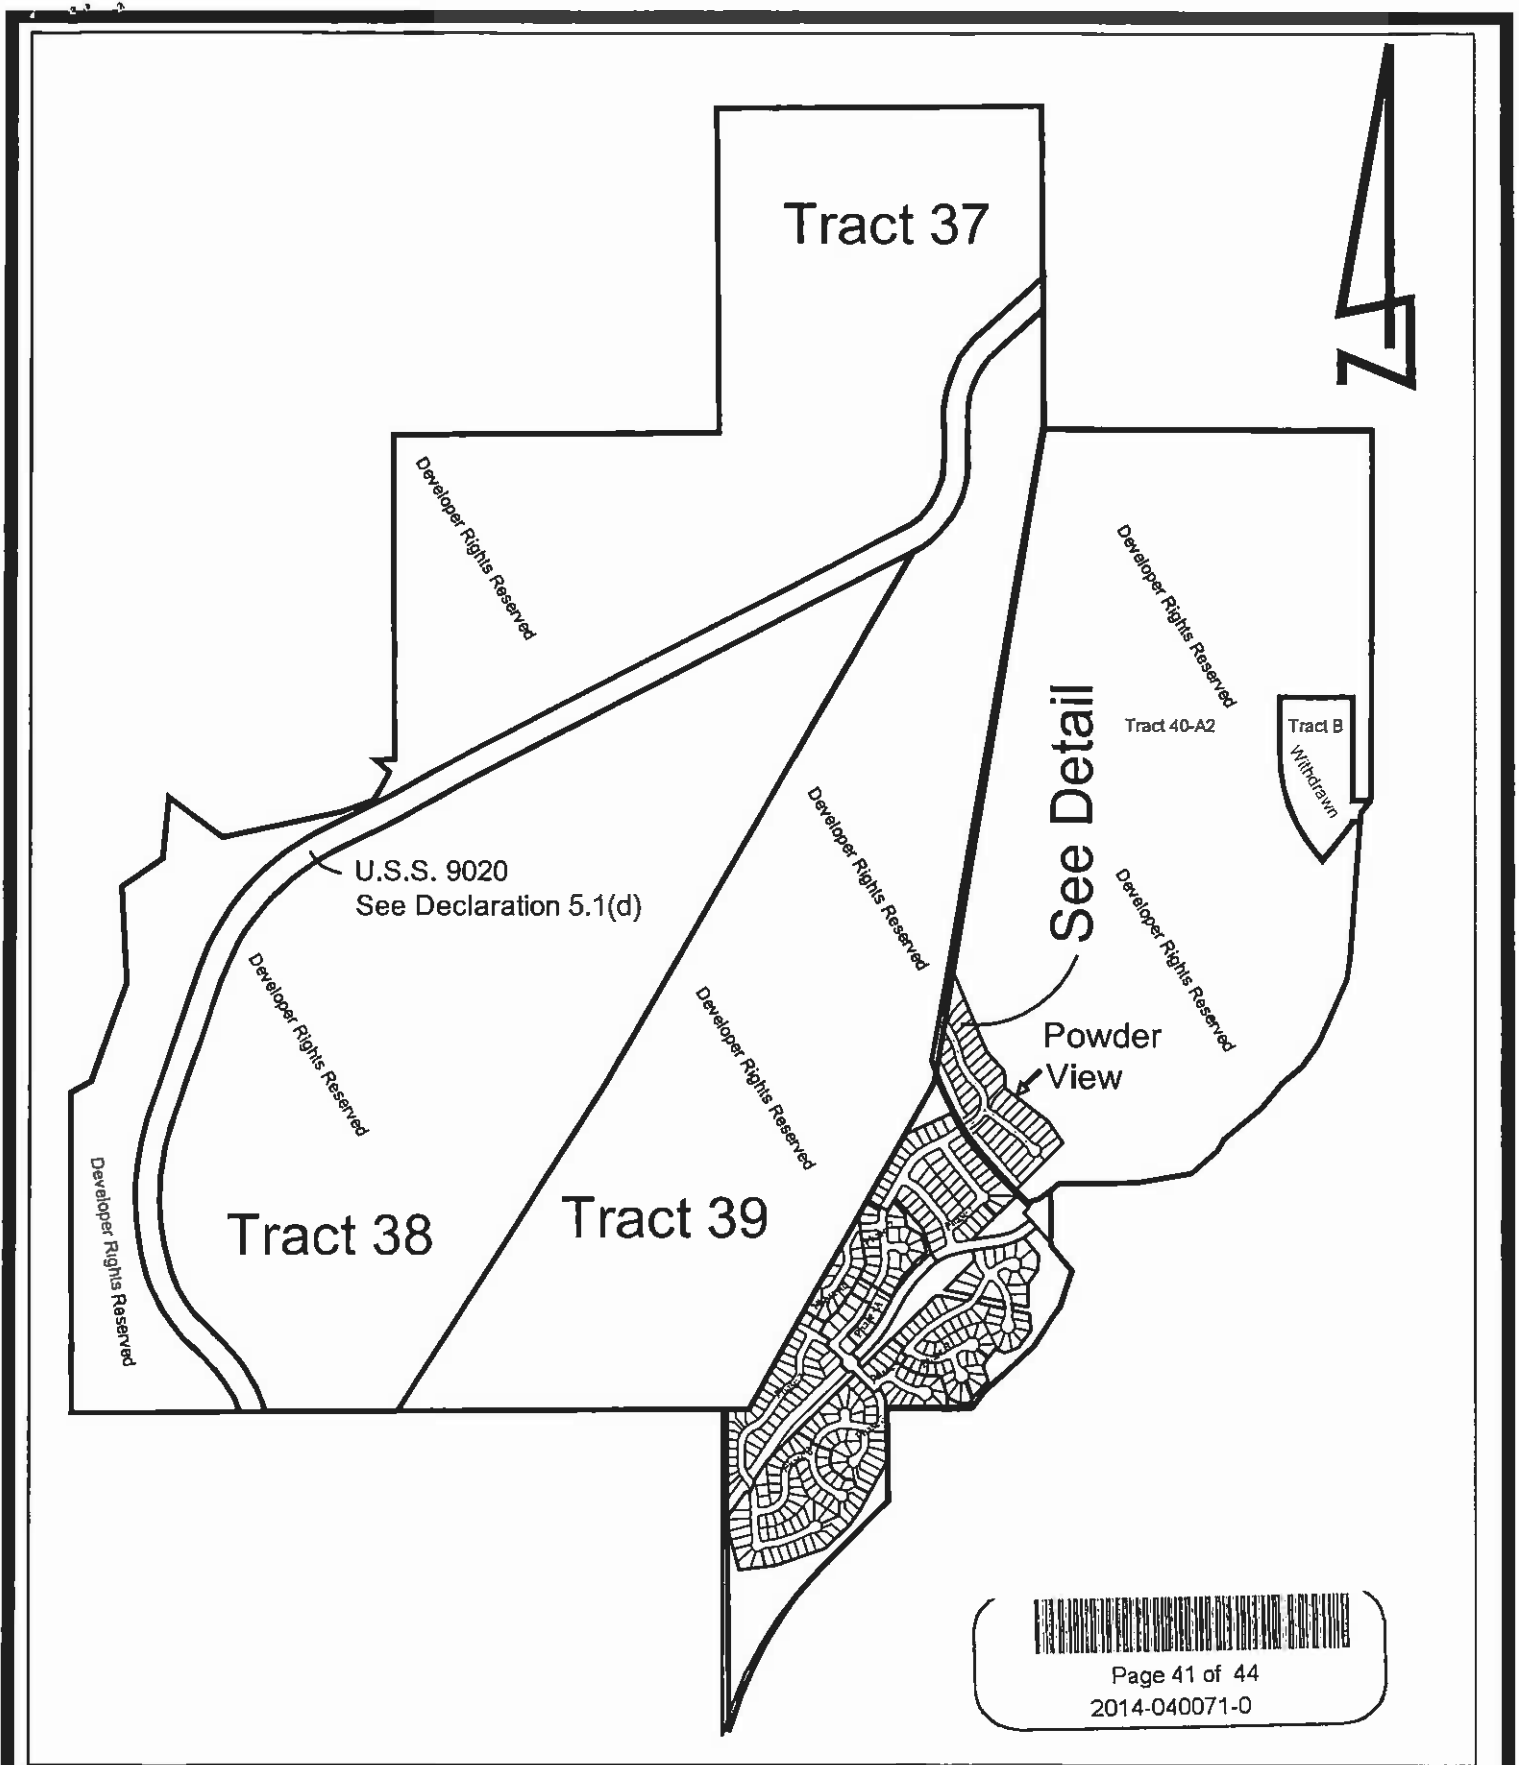 Tract 37
Developer Rights Reserved
Developer Rights Reserved
See Detail
Tract 40-A2
Tract B
Withdrawn
Developer Rights Reserved
U.S.S. 9020
See Declaration 5.1(d)
Developer Rights Reserved
Developer Rights Reserved
Developer Rights Reserved
Powder
View
Developer Rights Reserved
Tract 38
Tract 39
N
Page 41 of 44
2014-040071-0